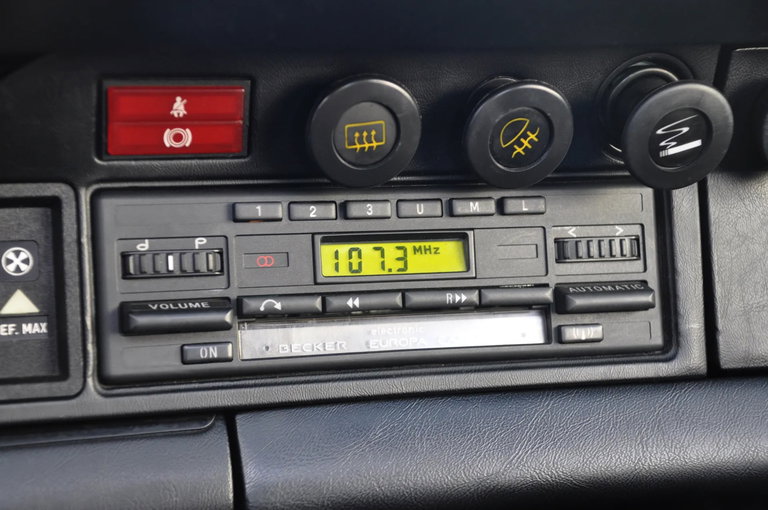 1 2 3 U M L
d P < >
107.3 MHz
VOLUME
R
AUTOMATIC
EF. MAX
ON
electronic
BECKER EUROPA